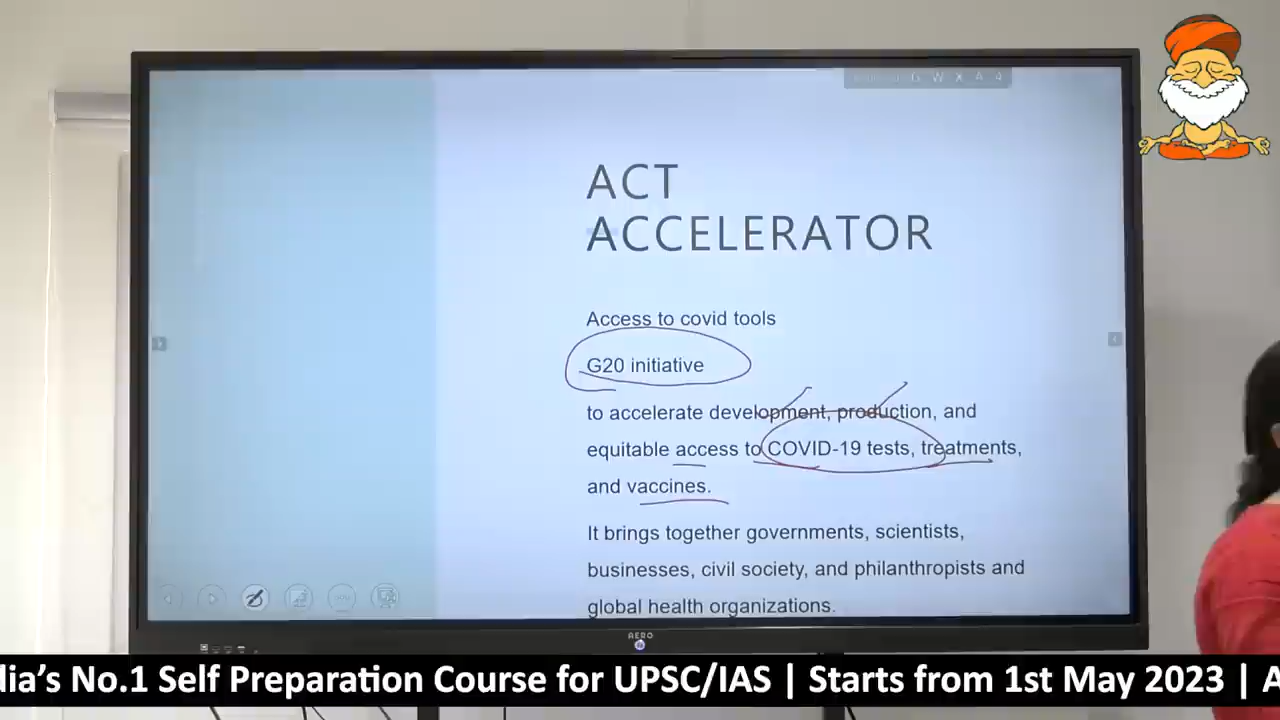 G W X A 4
ACT
ACCELERATOR
Access to covid tools
G20 initiative
to accelerate development, production, and
equitable access to COVID-19 tests, treatments,
and vaccines.
It brings together governments, scientists,
businesses, civil society, and philanthropists and
global health organizations.
AERO
dia’s No.1 Self Preparation Course for UPSC/IAS | Starts from 1st May 2023 | A